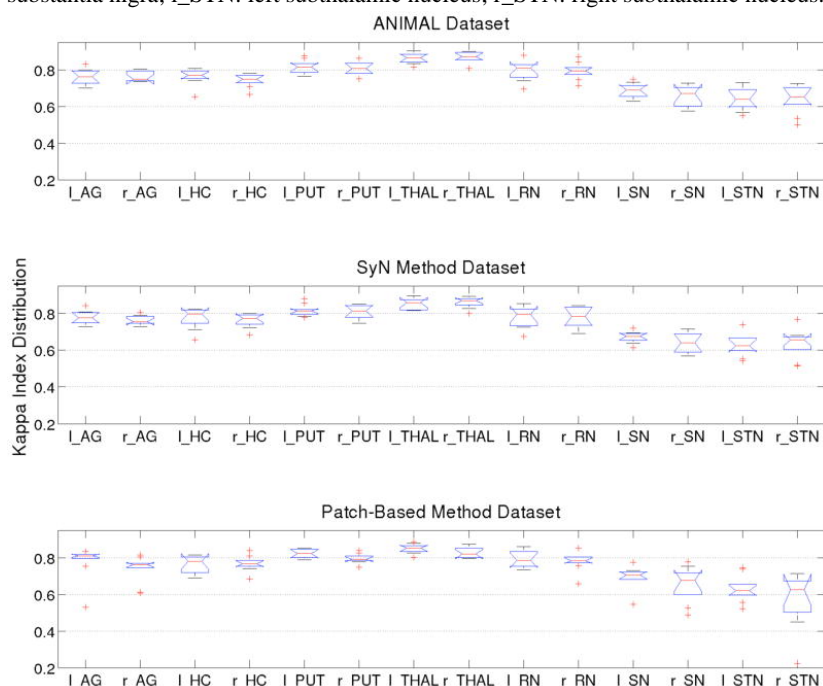 substantia nigra, l_STN: left subthalamic nucleus, r_STN: right subthalamic nucleus.
ANIMAL Dataset
0.8
0.6
0.4
0.2
l_AG r_AG l_HC r_HC l_PUT r_PUT l_THAL r_THAL l_RN r_RN l_SN r_SN l_STN r_STN
Kappa Index Distribution
SyN Method Dataset
0.8
0.6
0.4
0.2
l_AG r_AG l_HC r_HC l_PUT r_PUT l_THAL r_THAL l_RN r_RN l_SN r_SN l_STN r_STN
Patch-Based Method Dataset
0.8
0.6
0.4
0.2
l_AG r_AG l_HC r_HC l_PUT r_PUT l_THAL r_THAL l_RN r_RN l_SN r_SN l_STN r_STN